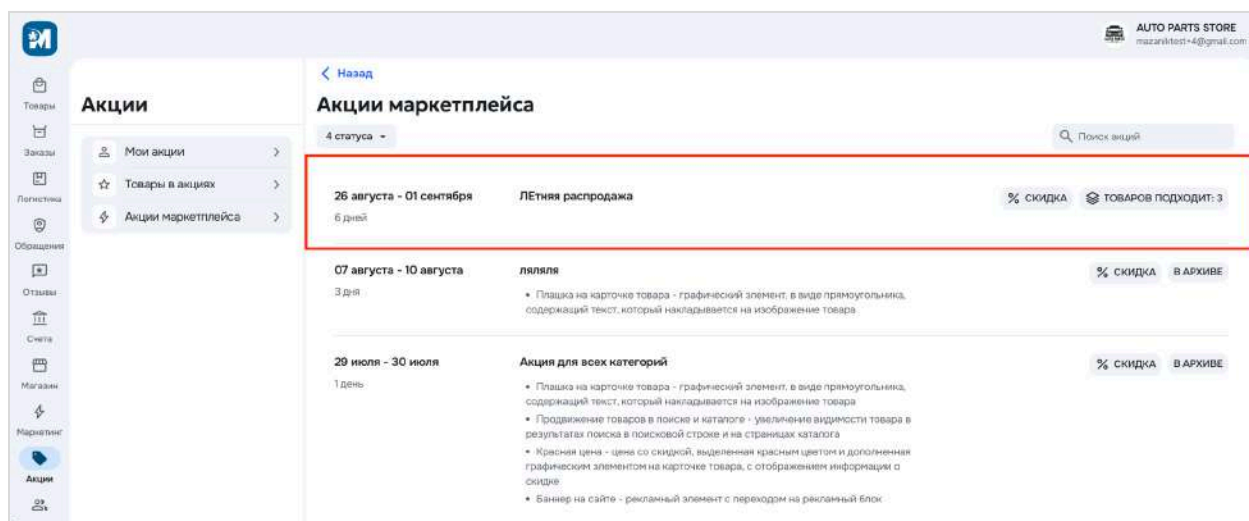 AUTO PARTS STORE
mazaniktest+4@gmail.com
Товары
Заказы
Логистика
Обращения
Отзывы
Счета
Магазин
Маркетинг
Акции
Акции
Мои акции
Товары в акциях
Акции маркетплейса
Назад
Акции маркетплейса
4 статуса
Поиск акций
26 августа - 01 сентября
6 дней
ЛЕтняя распродажа
% СКИДКА
ТОВАРОВ ПОДХОДИТ: 3
07 августа - 10 августа
3 дня
ляляля
% СКИДКА
В АРХИВЕ
• Плашка на карточке товара - графический элемент, в виде прямоугольника,
содержащий текст, который накладывается на изображение товара
29 июля - 30 июля
1 день
Акция для всех категорий
% СКИДКА
В АРХИВЕ
• Плашка на карточке товара - графический элемент, в виде прямоугольника,
содержащий текст, который накладывается на изображение товара
• Продвижение товаров в поиске и каталоге - увеличение видимости товара в
результатах поиска в поисковой строке и на страницах каталога
• Красная цена - цена со скидкой, выделенная красным цветом и дополненная
графическим элементом на карточке товара, с отображением информации о
скидке
• Баннер на сайте - рекламный элемент с переходом на рекламный блок